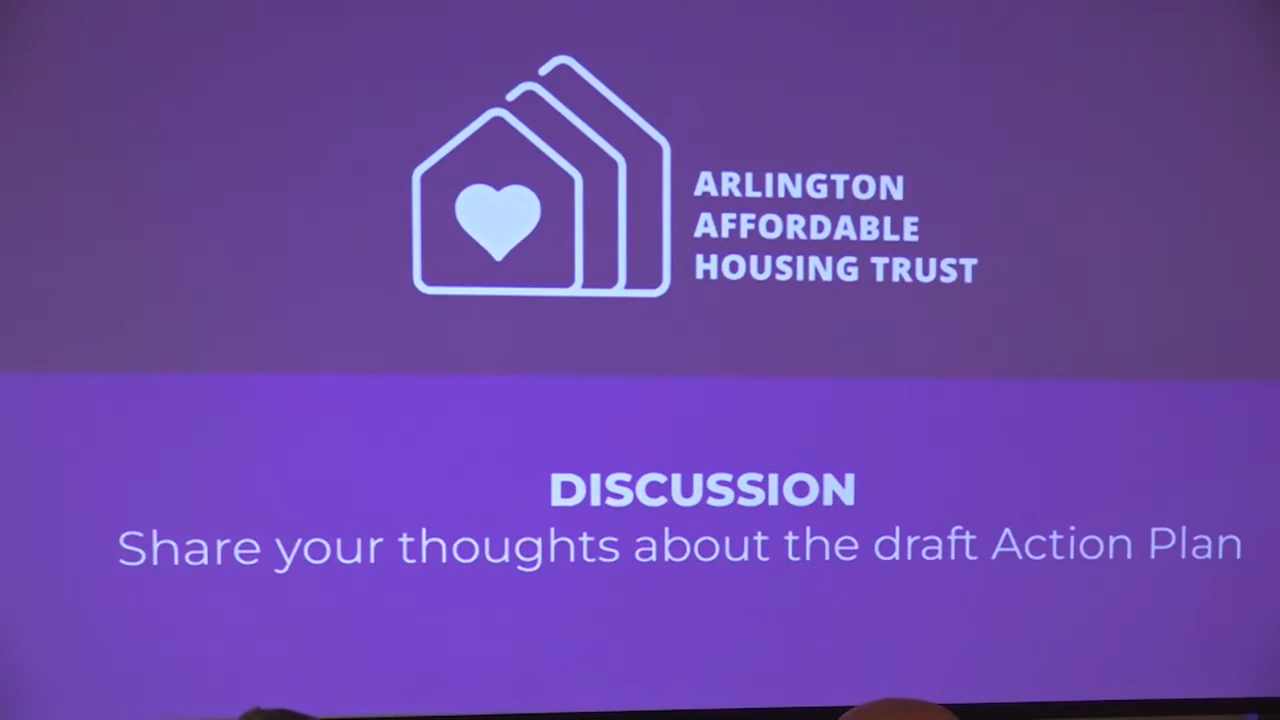 ARLINGTON
AFFORDABLE
HOUSING TRUST
DISCUSSION
Share your thoughts about the draft Action Plan